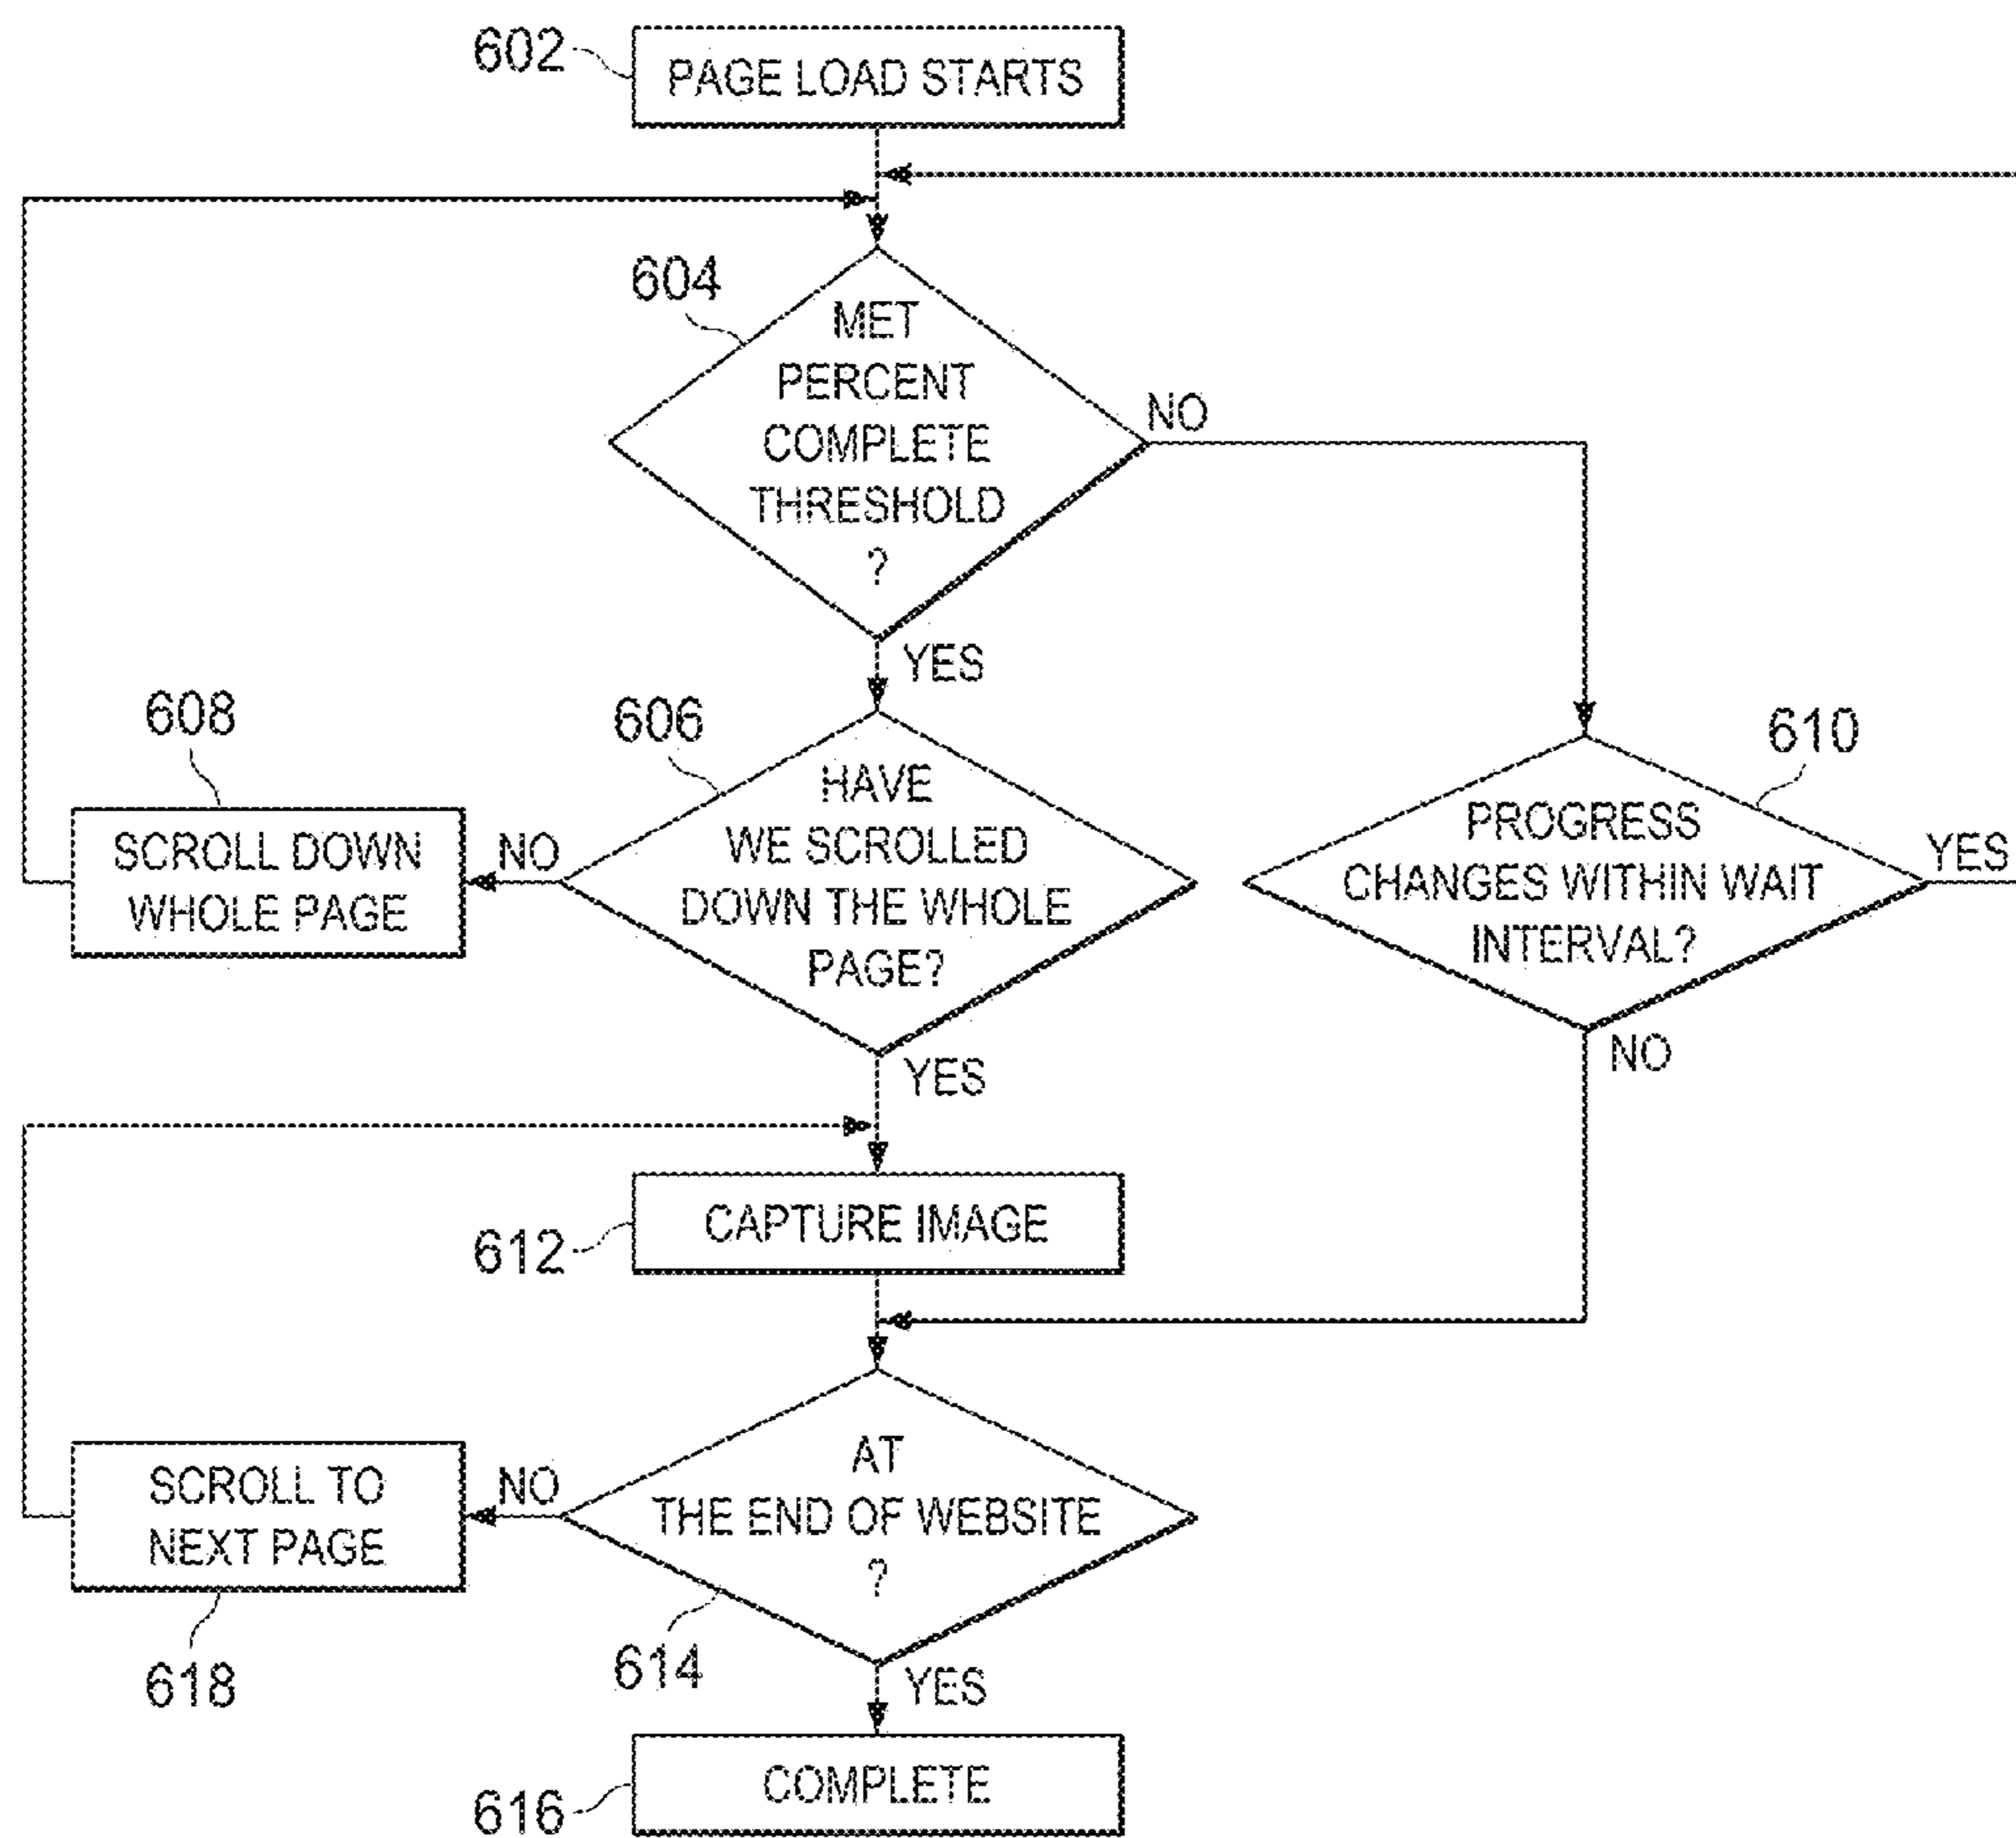 602
PAGE LOAD STARTS
604
MET
PERCENT
COMPLETE
THRESHOLD
?
NO
YES
608
606
610
HAVE
WE SCROLLED
DOWN THE WHOLE
PAGE?
SCROLL DOWN
WHOLE PAGE
NO
PROGRESS
CHANGES WITHIN WAIT
INTERVAL?
YES
NO
YES
612
CAPTURE IMAGE
AT
THE END OF WEBSITE
?
NO
SCROLL TO
NEXT PAGE
618
614
YES
616
COMPLETE